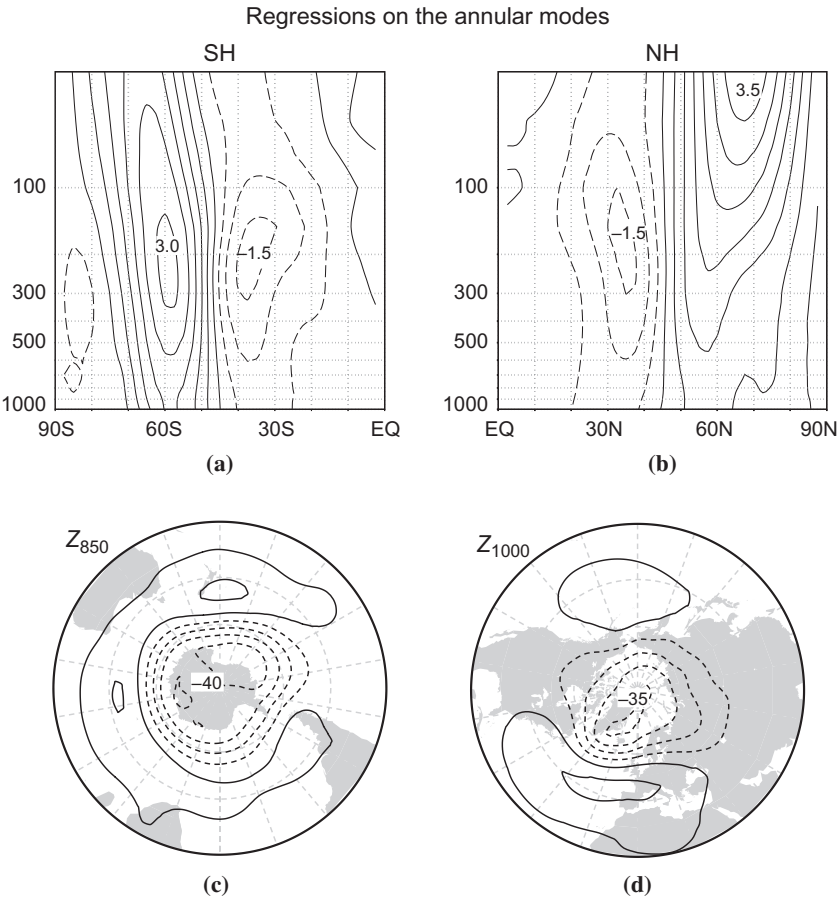 Regressions on the annular modes
SH
NH
3.0
–1.5
100
300
500
1000
90S
60S
30S
EQ
(a)
3.5
–1.5
100
300
500
1000
EQ
30N
60N
90N
(b)
Z850
–40
(c)
Z1000
–35
(d)